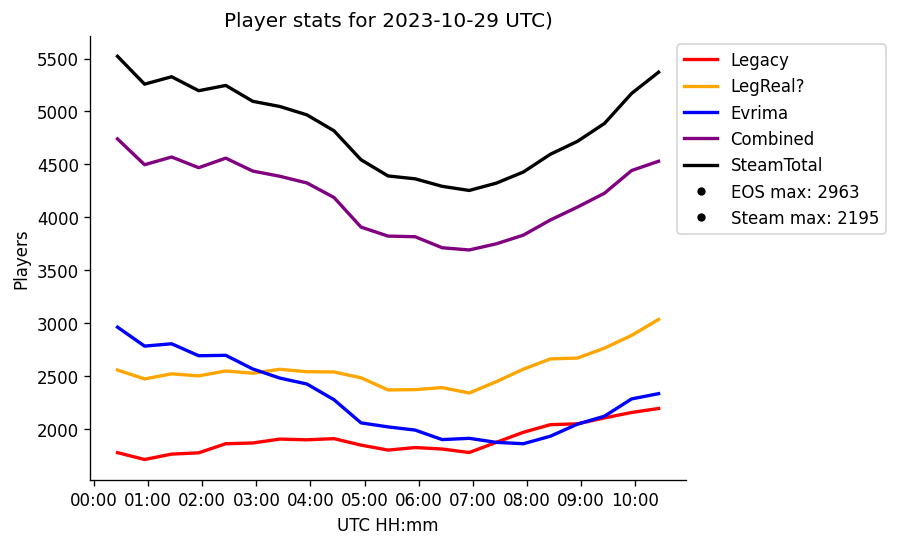 Player stats for 2023-10-29 UTC)
Players
5500
5000
4500
4000
3500
3000
2500
2000
00:00 01:00 02:00 03:00 04:00 05:00 06:00 07:00 08:00 09:00 10:00
UTC HH:mm
Legacy
LegReal?
Evrima
Combined
SteamTotal
EOS max: 2963
Steam max: 2195